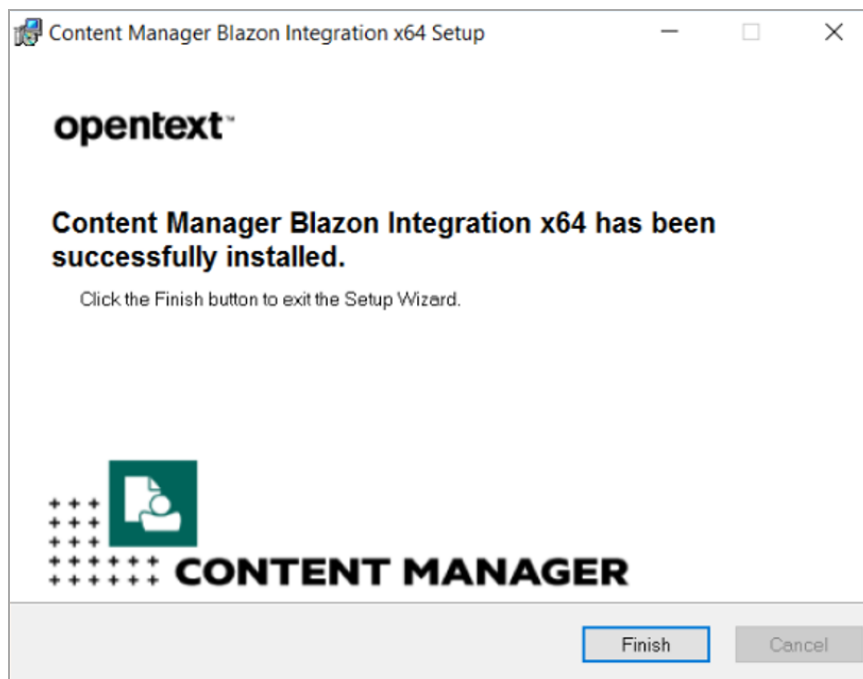 Content Manager Blazon Integration x64 Setup
opentext™
Content Manager Blazon Integration x64 has been
successfully installed.
Click the Finish button to exit the Setup Wizard.
CONTENT MANAGER
Finish
Cancel